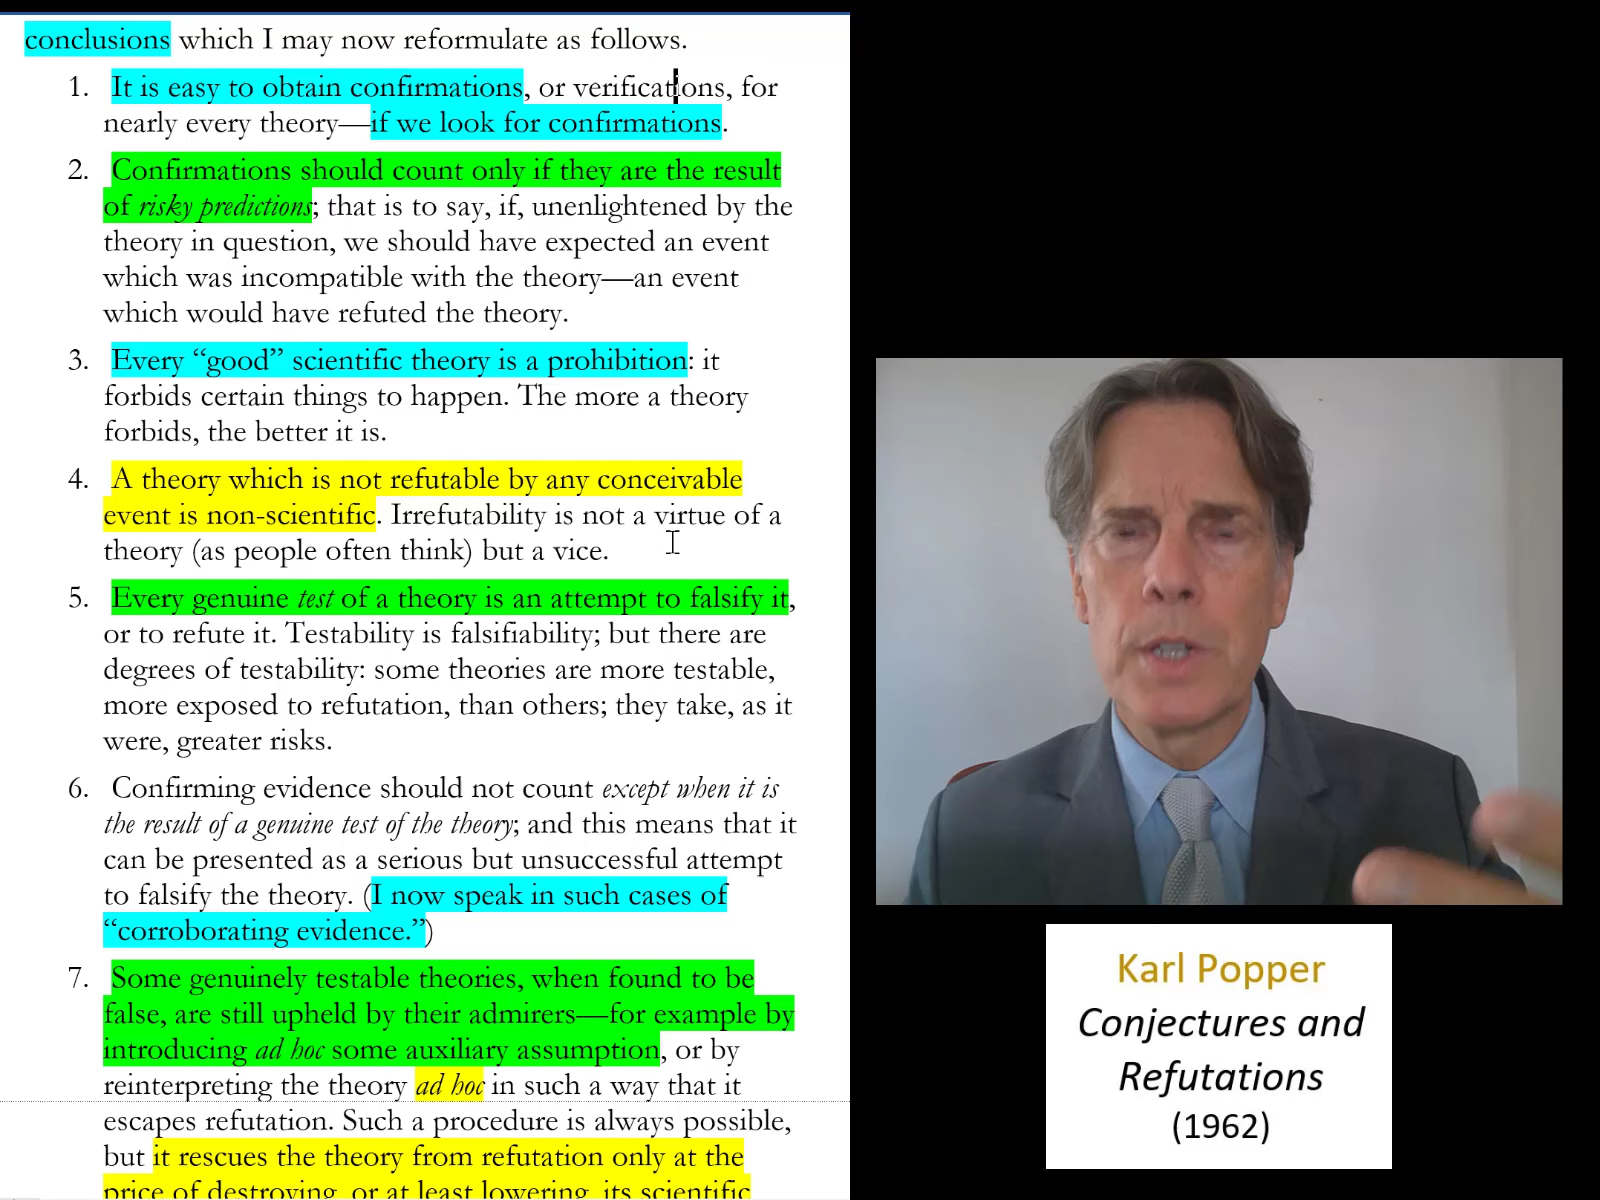 conclusions which I may now reformulate as follows.
1. It is easy to obtain confirmations, or verifications, for
nearly every theory—if we look for confirmations.
2. Confirmations should count only if they are the result
of risky predictions; that is to say, if, unenlightened by the
theory in question, we should have expected an event
which was incompatible with the theory—an event
which would have refuted the theory.
3. Every “good” scientific theory is a prohibition: it
forbids certain things to happen. The more a theory
forbids, the better it is.
4. A theory which is not refutable by any conceivable
event is non-scientific. Irrefutability is not a virtue of a
theory (as people often think) but a vice.
5. Every genuine test of a theory is an attempt to falsify it,
or to refute it. Testability is falsifiability; but there are
degrees of testability: some theories are more testable,
more exposed to refutation, than others; they take, as it
were, greater risks.
6. Confirming evidence should not count except when it is
the result of a genuine test of the theory; and this means that it
can be presented as a serious but unsuccessful attempt
to falsify the theory. (I now speak in such cases of
“corroborating evidence.”)
7. Some genuinely testable theories, when found to be
false, are still upheld by their admirers—for example by
introducing ad hoc some auxiliary assumption, or by
reinterpreting the theory ad hoc in such a way that it
escapes refutation. Such a procedure is always possible,
but it rescues the theory from refutation only at the
price of destroying, or at least lowering, its scientific
Karl Popper
Conjectures and
Refutations
(1962)